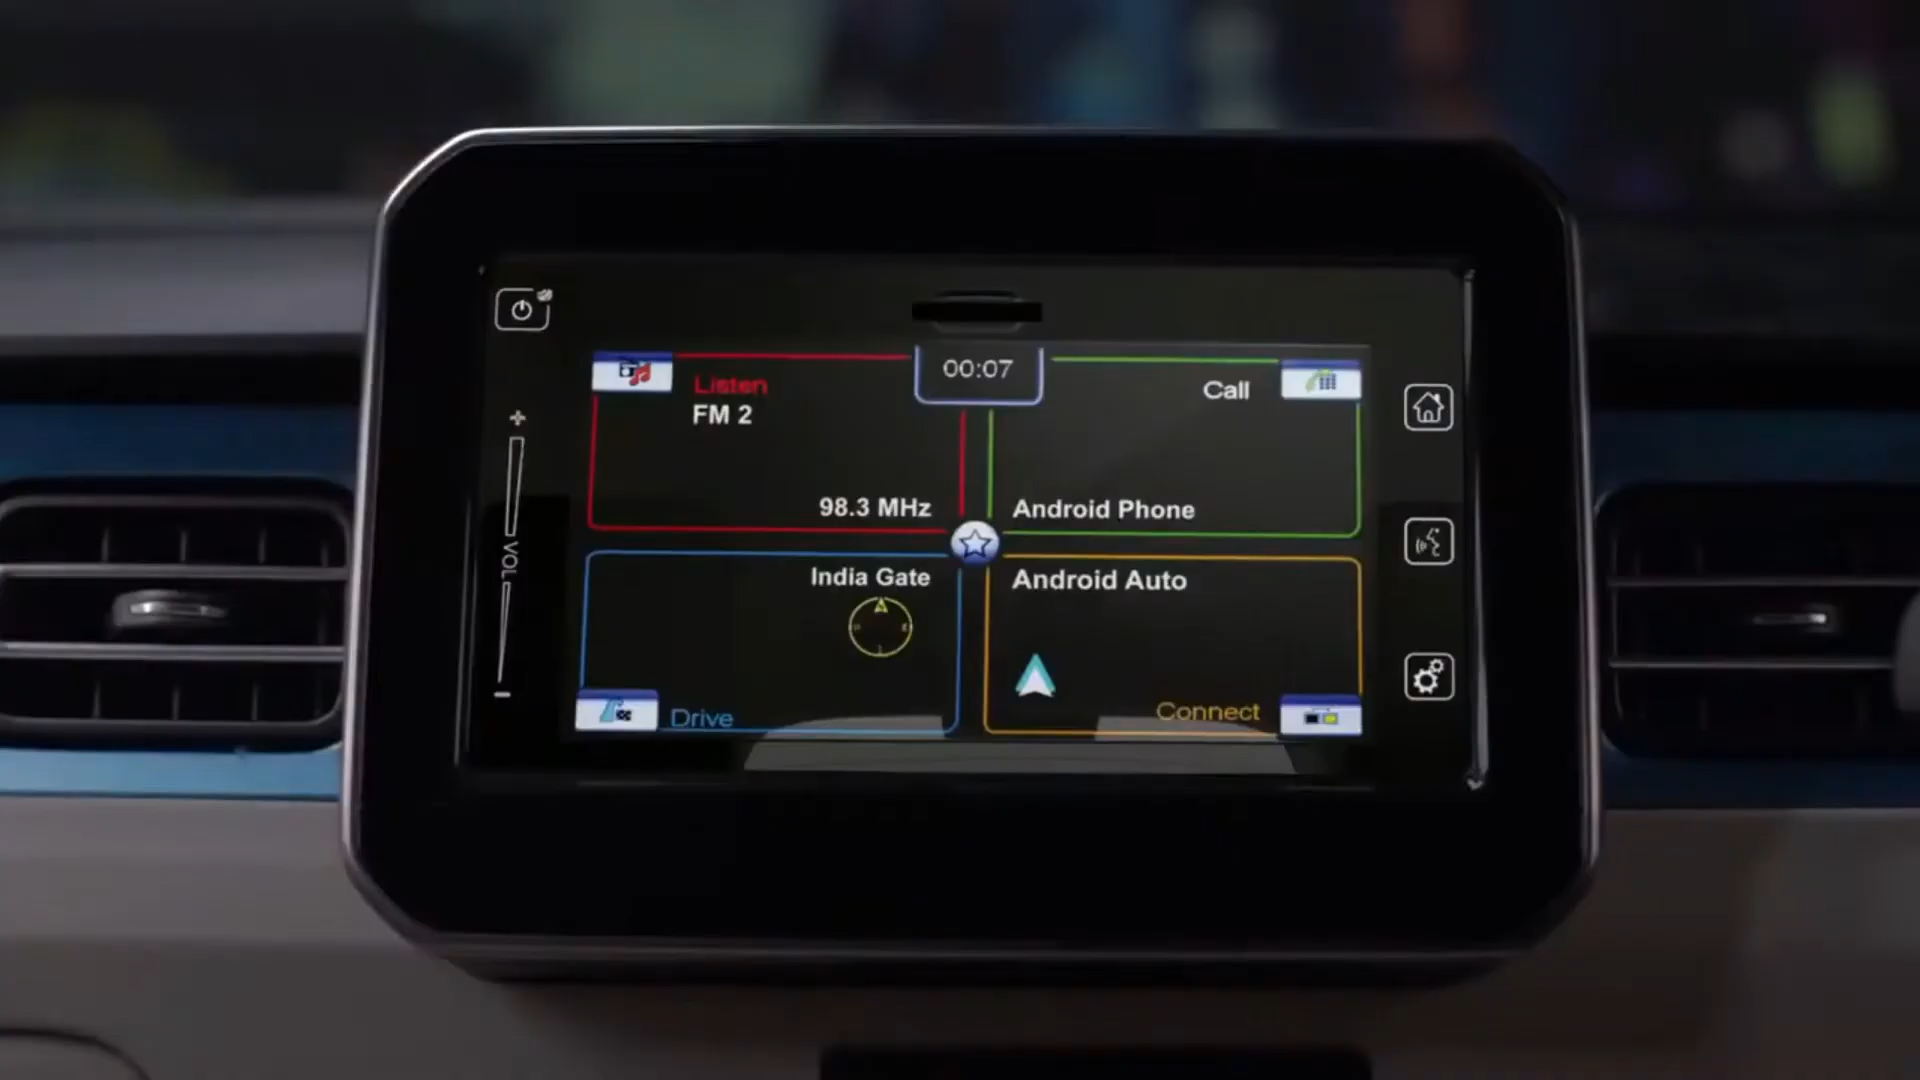 00:07
Listen
FM 2
98.3 MHz
Call
Android Phone
India Gate
Drive
Android Auto
Connect
+
VOL
-